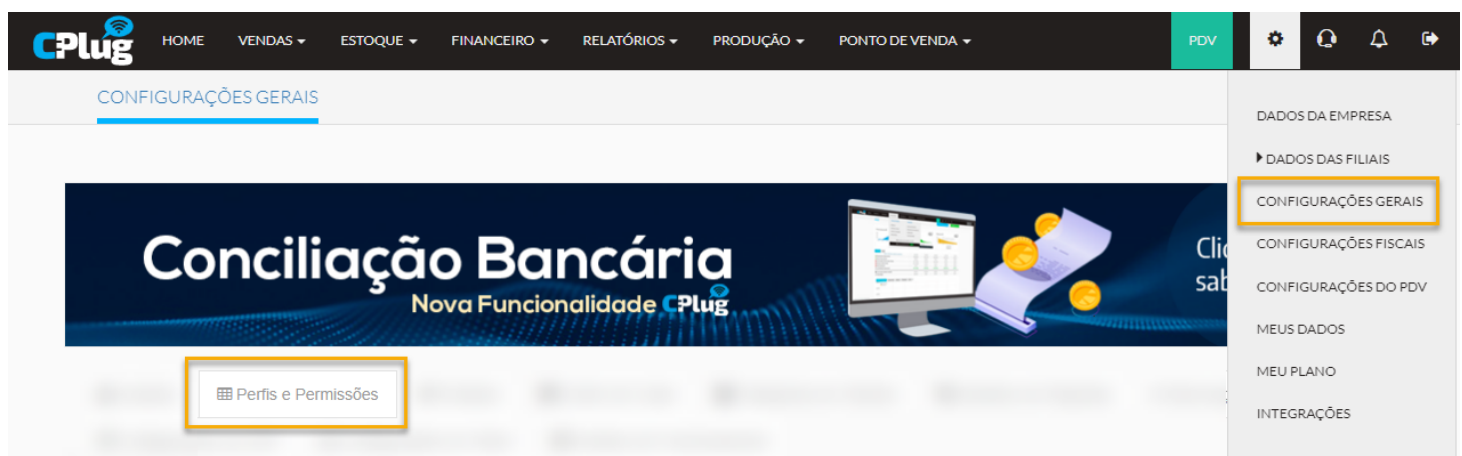 CPlug HOME VENDAS ESTOQUE FINANCEIRO RELATÓRIOS PRODUÇÃO PONTO DE VENDA PDV
CONFIGURAÇÕES GERAIS
DADOS DA EMPRESA
DADOS DAS FILIAIS
CONFIGURAÇÕES GERAIS
CONFIGURAÇÕES FISCAIS
CONFIGURAÇÕES DO PDV
MEUS DADOS
MEU PLANO
INTEGRAÇÕES
Conciliação Bancária
Nova Funcionalidade CPlug
Perfis e Permissões